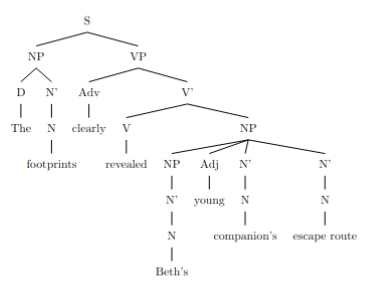 S
NP VP
D N' Adv V'
The N clearly V NP
footprints revealed NP Adj N' N'
N' young N N
N companion's escape route
Beth's